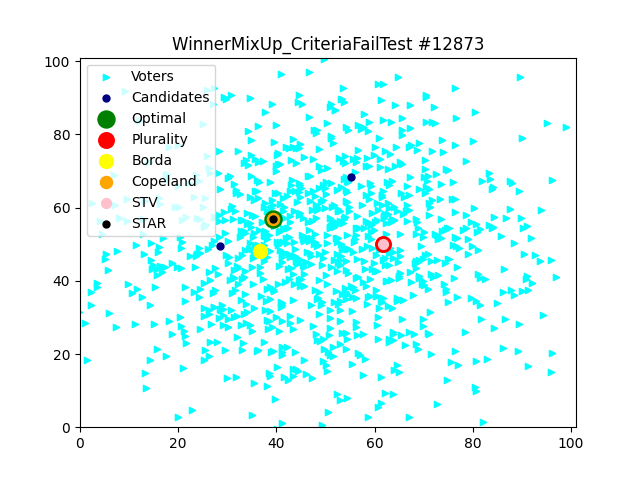 WinnerMixUp_CriteriaFailTest #12873
100
80
60
40
20
0
Voters
Candidates
Optimal
Plurality
Borda
Copeland
STV
STAR
0 20 40 60 80 100